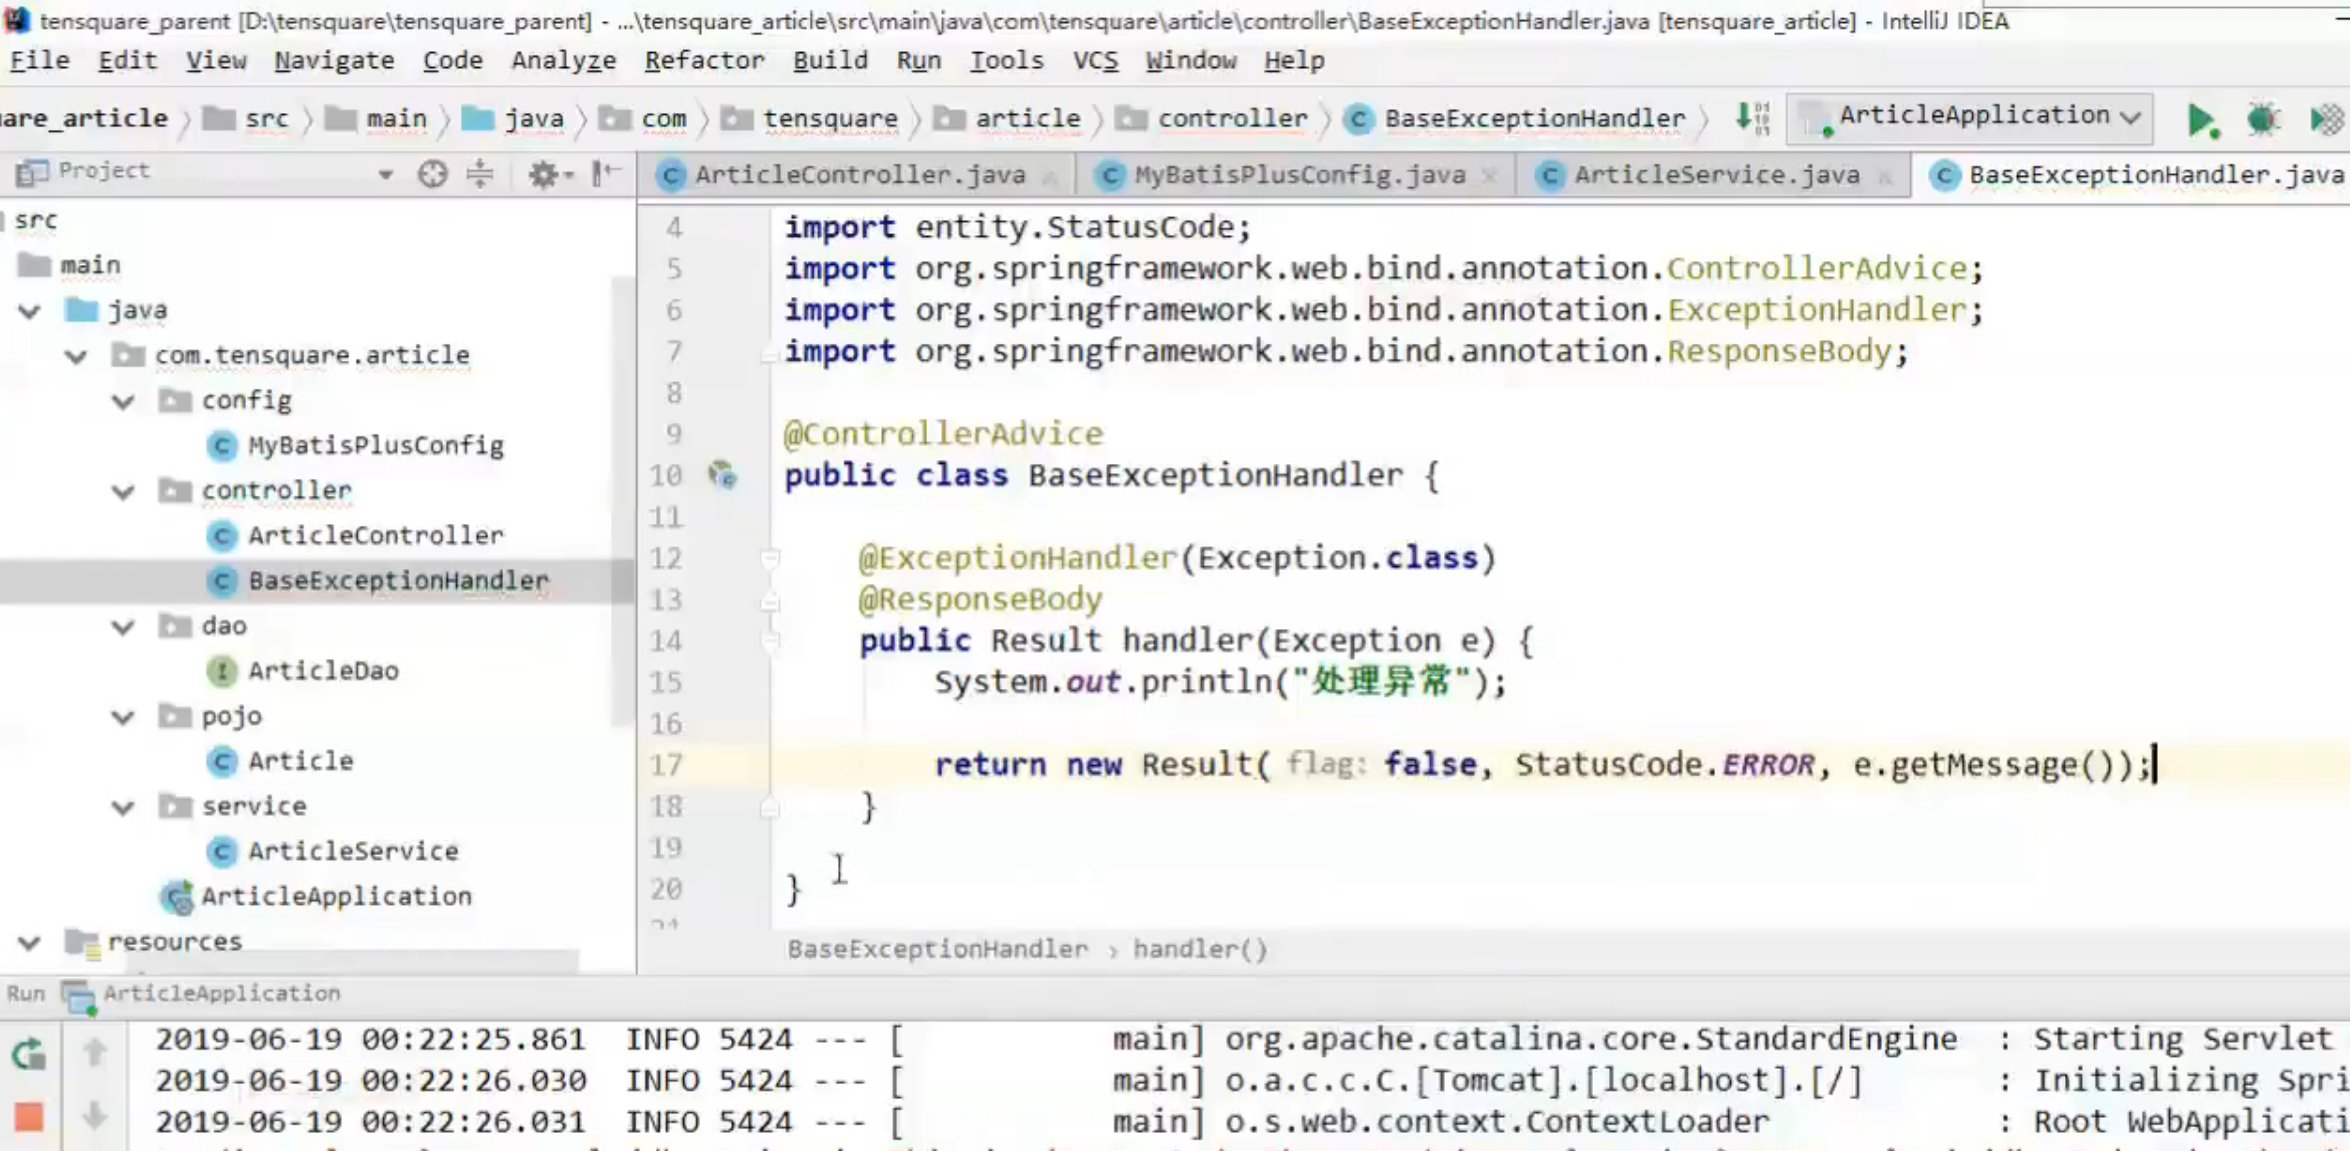 tensquare_parent [D:\tensquare\tensquare_parent] - ...\tensquare_article\src\main\java\com\tensquare\article\controller\BaseExceptionHandler.java [tensquare_article] - IntelliJ IDEA
File Edit View Navigate Code Analyze Refactor Build Run Tools VCS Window Help
are_article src main java com tensquare article controller BaseExceptionHandler ArticleApplication
Project
ArticleController.java MyBatisPlusConfig.java ArticleService.java BaseExceptionHandler.java
src
main
java
com.tensquare.article
config
MyBatisPlusConfig
controller
ArticleController
BaseExceptionHandler
dao
ArticleDao
pojo
Article
service
ArticleService
ArticleApplication
resources
4 import entity.StatusCode;
5 import org.springframework.web.bind.annotation.ControllerAdvice;
6 import org.springframework.web.bind.annotation.ExceptionHandler;
7 import org.springframework.web.bind.annotation.ResponseBody;
8
9 @ControllerAdvice
10 public class BaseExceptionHandler {
11
12 @ExceptionHandler(Exception.class)
13 @ResponseBody
14 public Result handler(Exception e) {
15 System.out.println("处理异常");
16
17 return new Result( flag: false, StatusCode.ERROR, e.getMessage());
18 }
19
20 }
BaseExceptionHandler › handler()
Run ArticleApplication
2019-06-19 00:22:25.861 INFO 5424 --- [ main] org.apache.catalina.core.StandardEngine : Starting Servlet
2019-06-19 00:22:26.030 INFO 5424 --- [ main] o.a.c.c.C.[Tomcat].[localhost].[/] : Initializing Spri
2019-06-19 00:22:26.031 INFO 5424 --- [ main] o.s.web.context.ContextLoader : Root WebApplicati